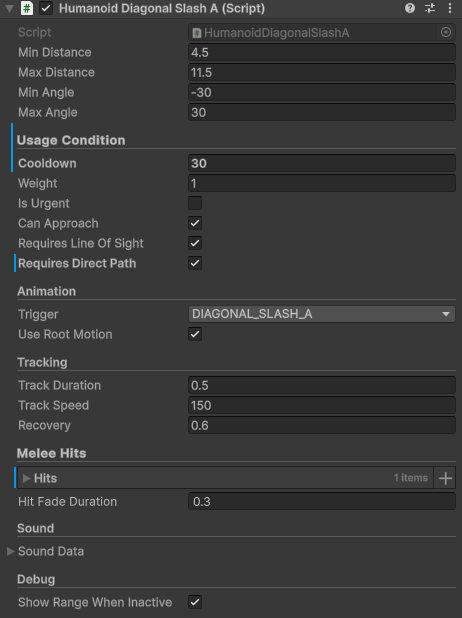 Humanoid Diagonal Slash A (Script)
Script HumanoidDiagonalSlashA
Min Distance 4.5
Max Distance 11.5
Min Angle -30
Max Angle 30
Usage Condition
Cooldown 30
Weight 1
Is Urgent
Can Approach
Requires Line Of Sight
Requires Direct Path
Animation
Trigger DIAGONAL_SLASH_A
Use Root Motion
Tracking
Track Duration 0.5
Track Speed 150
Recovery 0.6
Melee Hits
Hits 1 items
Hit Fade Duration 0.3
Sound
Sound Data
Debug
Show Range When Inactive